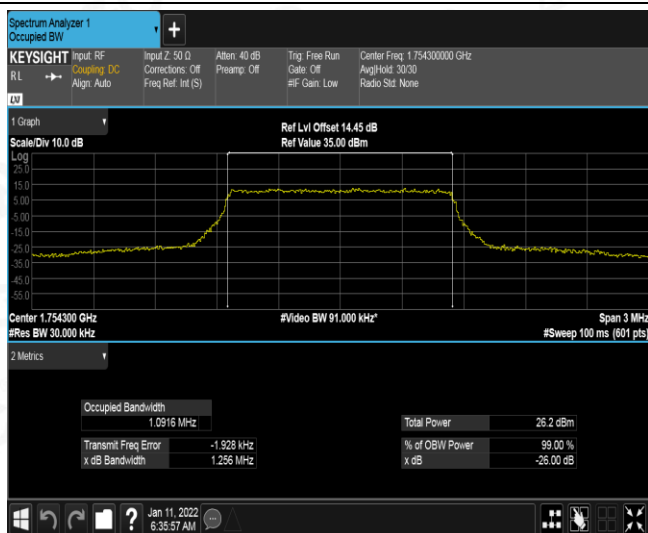 Spectrum Analyzer 1
Occupied BW
+
KEYSIGHT
RL
LXI
Input: RF
Coupling: DC
Align: Auto
Input Z: 50 Ω
Corrections: Off
Freq Ref: Int (S)
Atten: 40 dB
Preamp: Off
Trig: Free Run
Gate: Off
#IF Gain: Low
Center Freq: 1.754300000 GHz
Avg|Hold: 30/30
Radio Std: None
1 Graph
Scale/Div 10.0 dB
Ref Lvl Offset 14.45 dB
Ref Value 35.00 dBm
Log
25.0
15.0
5.00
-5.00
-15.0
-25.0
-35.0
-45.0
-55.0
Center 1.754300 GHz
#Video BW 91.000 kHz*
Span 3 MHz
#Res BW 30.000 kHz
#Sweep 100 ms (601 pts)
2 Metrics
Occupied Bandwidth
1.0916 MHz
Total Power 26.2 dBm
Transmit Freq Error -1.928 kHz
% of OBW Power 99.00 %
x dB Bandwidth 1.256 MHz
x dB -26.00 dB
?
Jan 11, 2022
6:35:57 AM